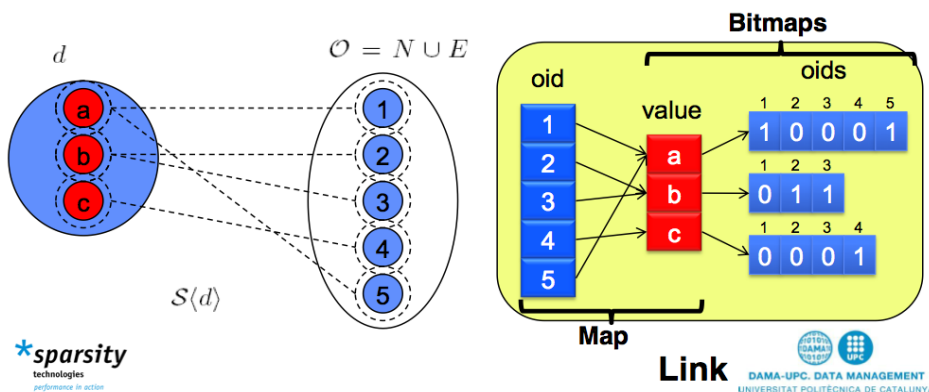 d
𝒪 = N ∪ E
a
b
c
1
2
3
4
5
𝒮⟨d⟩
*sparsity
technologies
performance in action
Bitmaps
oid
value
oids
1
2
3
4
5
a
b
c
1 2 3 4 5
1 0 0 0 1
1 2 3
0 1 1
1 2 3 4
0 0 0 1
Map
Link
DAMA
UPC
DAMA-UPC. DATA MANAGEMENT
UNIVERSITAT POLITÈCNICA DE CATALUNYA